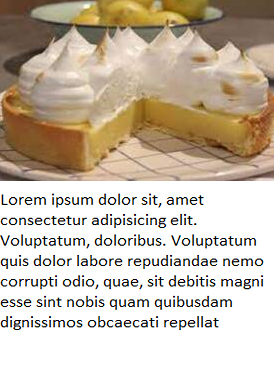 Lorem ipsum dolor sit, amet
consectetur adipisicing elit.
Voluptatum, doloribus. Voluptatum
quis dolor labore repudiandae nemo
corrupti odio, quae, sit debitis magni
esse sint nobis quam quibusdam
dignissimos obcaecati repellat